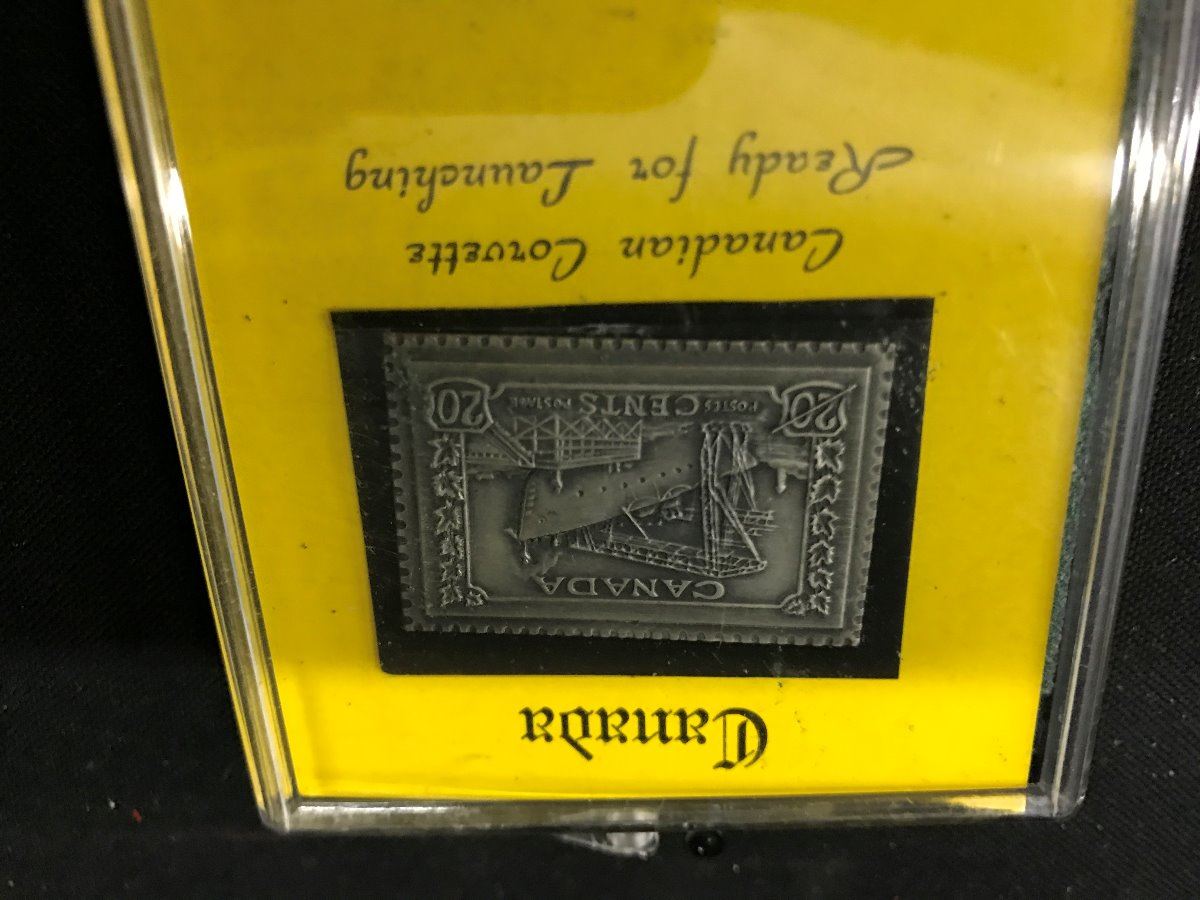 Canada
CANADA
20 POSTES CENTS POSTAGE 20
Canadian Corvette
Ready for Launching